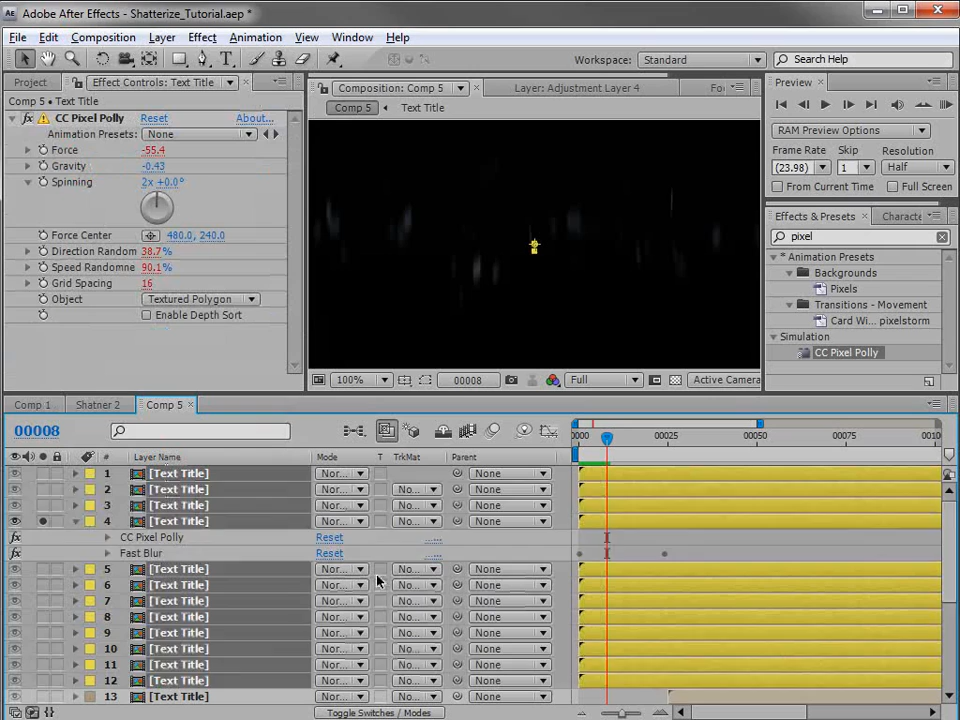 Adobe After Effects - Shatterize_Tutorial.aep *
File Edit Composition Layer Effect Animation View Window Help
Workspace: Standard Search Help
Project Effect Controls: Text Title
Comp 5 • Text Title
CC Pixel Polly Reset About...
Animation Presets: None
Force -55.4
Gravity -0.43
Spinning 2x +0.0°
Force Center 480.0, 240.0
Direction Random 38.7 %
Speed Randomne 90.1%
Grid Spacing 16
Object Textured Polygon
Enable Depth Sort
Composition: Comp 5 Layer: Adjustment Layer 4 Fo
Comp 5 Text Title
100% 00008 Full Active Camera
Preview
RAM Preview Options
Frame Rate Skip Resolution
(23.98) 1 Half
From Current Time Full Screen
Effects & Presets Characte
pixel
* Animation Presets
Backgrounds
Pixels
Transitions - Movement
Card Wi... pixelstorm
Simulation
CC Pixel Polly
Comp 1 Shatner 2 Comp 5
00008
0000 00025 00050 00075 0010
# Layer Name Mode T TrkMat Parent
1 [Text Title] Nor... None
2 [Text Title] Nor... No... None
3 [Text Title] Nor... No... None
4 [Text Title] Nor... No... None
CC Pixel Polly Reset ......
Fast Blur Reset ......
5 [Text Title] Nor... No... None
6 [Text Title] Nor... No... None
7 [Text Title] Nor... No... None
8 [Text Title] Nor... No... None
9 [Text Title] Nor... No... None
10 [Text Title] Nor... No... None
11 [Text Title] Nor... No... None
12 [Text Title] Nor... No... None
13 [Text Title] Nor... No... None
Toggle Switches / Modes